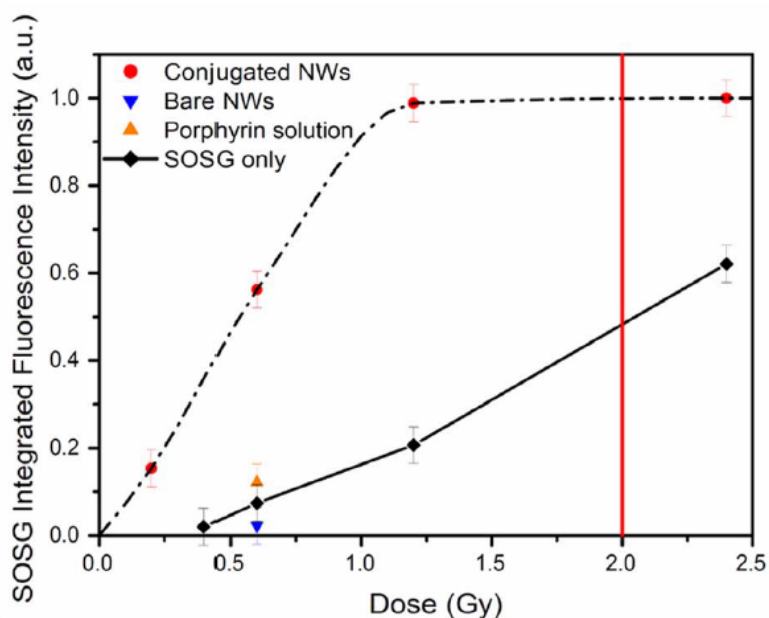 SOSG Integrated Fluorescence Intensity (a.u.)
1.0
0.8
0.6
0.4
0.2
0.0
Conjugated NWs
Bare NWs
Porphyrin solution
SOSG only
0.0 0.5 1.0 1.5 2.0 2.5
Dose (Gy)